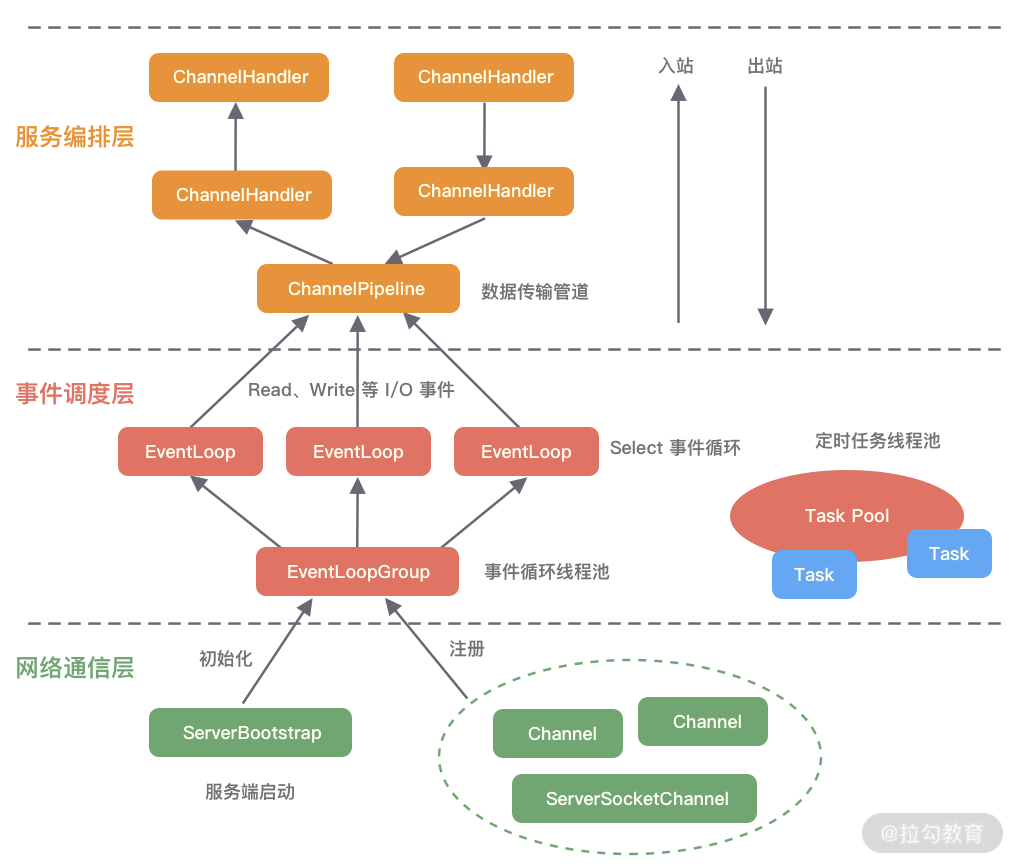 ChannelHandler
ChannelHandler
入站
出站
服务编排层
ChannelHandler
ChannelHandler
ChannelPipeline
数据传输管道
事件调度层
Read、Write 等 I/O 事件
EventLoop
EventLoop
EventLoop
Select 事件循环
定时任务线程池
Task Pool
Task
Task
EventLoopGroup
事件循环线程池
网络通信层
初始化
注册
ServerBootstrap
服务端启动
Channel
Channel
ServerSocketChannel
@拉勾教育